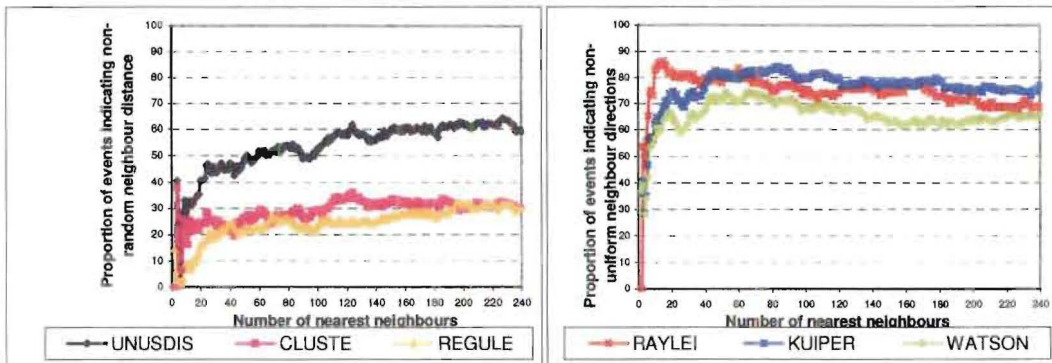 Proportion of events indicating non-
random neighbour distance
100
90
80
70
60
50
40
30
20
10
0
0 20 40 60 80 100 120 140 160 180 200 220 240
Number of nearest neighbours
UNUSDIS CLUSTE REGULE
Proportion of events indicating non-
uniform neighbour directions
100
90
80
70
60
50
40
30
20
10
0
0 20 40 60 80 100 120 140 160 180 200 220 240
Number of nearest neighbours
RAYLEI KUIPER WATSON